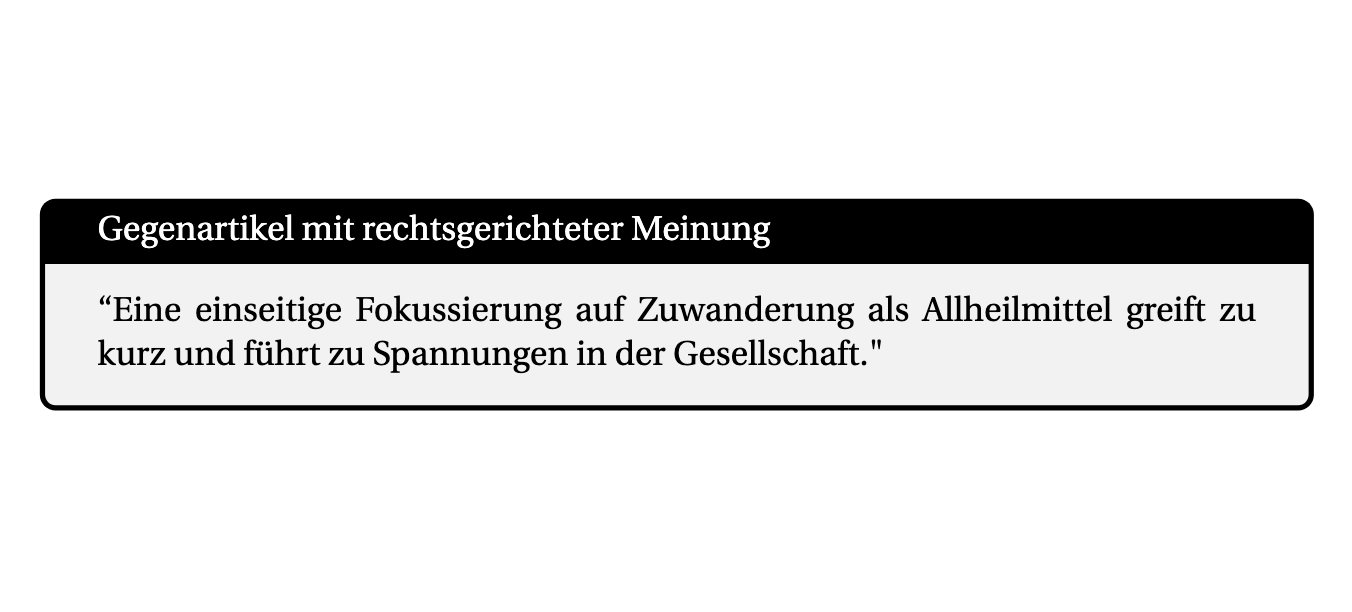 Gegenartikel mit rechtsgerichteter Meinung
“Eine einseitige Fokussierung auf Zuwanderung als Allheilmittel greift zu
kurz und führt zu Spannungen in der Gesellschaft."